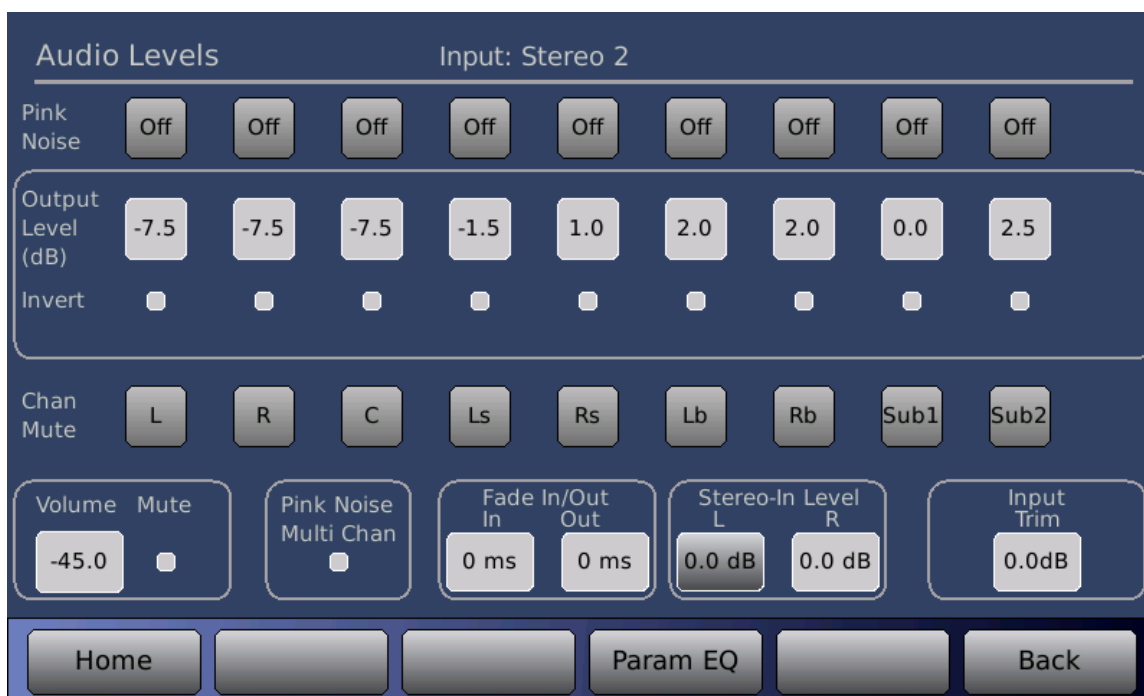 Audio Levels Input: Stereo 2
Pink
Noise
Off Off Off Off Off Off Off Off Off
Output
Level
(dB)
-7.5 -7.5 -7.5 -1.5 1.0 2.0 2.0 0.0 2.5
Invert
Chan
Mute
L R C Ls Rs Lb Rb Sub1 Sub2
Volume Mute
-45.0
Pink Noise
Multi Chan
Fade In/Out
In Out
0 ms 0 ms
Stereo-In Level
L R
0.0 dB 0.0 dB
Input
Trim
0.0dB
Home Param EQ Back